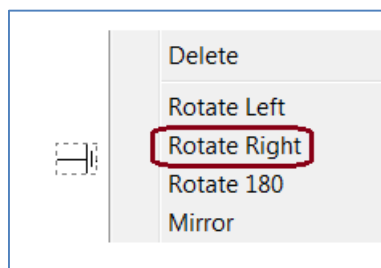 Delete
Rotate Left
Rotate Right
Rotate 180
Mirror